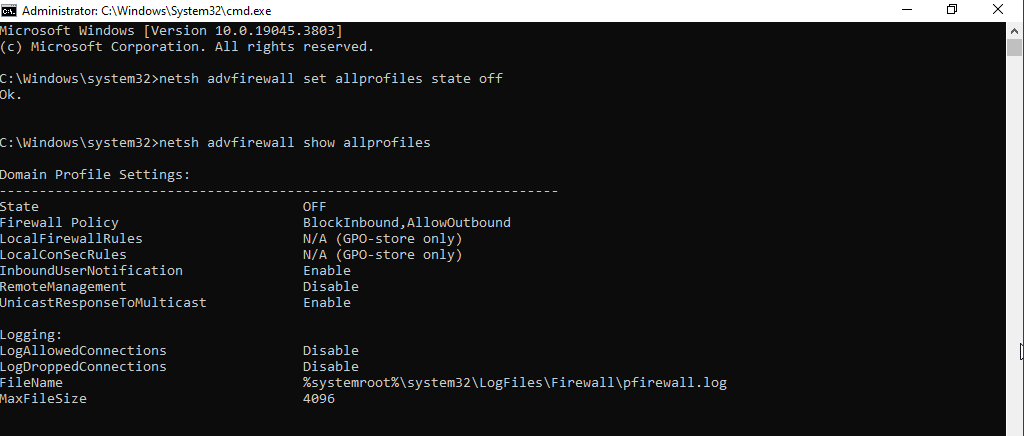 Administrator: C:\Windows\System32\cmd.exe
Microsoft Windows [Version 10.0.19045.3803]
(c) Microsoft Corporation. All rights reserved.
C:\Windows\system32>netsh advfirewall set allprofiles state off
Ok.
C:\Windows\system32>netsh advfirewall show allprofiles
Domain Profile Settings:
----------------------------------------------------------------------
State OFF
Firewall Policy BlockInbound,AllowOutbound
LocalFirewallRules N/A (GPO-store only)
LocalConSecRules N/A (GPO-store only)
InboundUserNotification Enable
RemoteManagement Disable
UnicastResponseToMulticast Enable
Logging:
LogAllowedConnections Disable
LogDroppedConnections Disable
FileName %systemroot%\system32\LogFiles\Firewall\pfirewall.log
MaxFileSize 4096